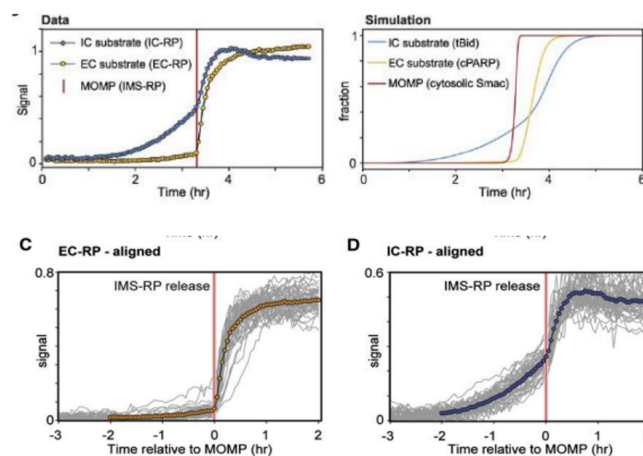 Data
Simulation
IC substrate (IC-RP)
EC substrate (EC-RP)
MOMP (IMS-RP)
Signal
1
0
0 2 4 6
Time (hr)
IC substrate (tBid)
EC substrate (cPARP)
MOMP (cytosolic Smac)
fraction
1
0
0 2 4 6
Time (hr)
C
EC-RP - aligned
IMS-RP release
signal
0.8
0
-3 -2 -1 0 1 2
Time relative to MOMP (hr)
D
IC-RP - aligned
IMS-RP release
signal
0.6
0
-3 -2 -1 0 1
Time relative to MOMP (hr)